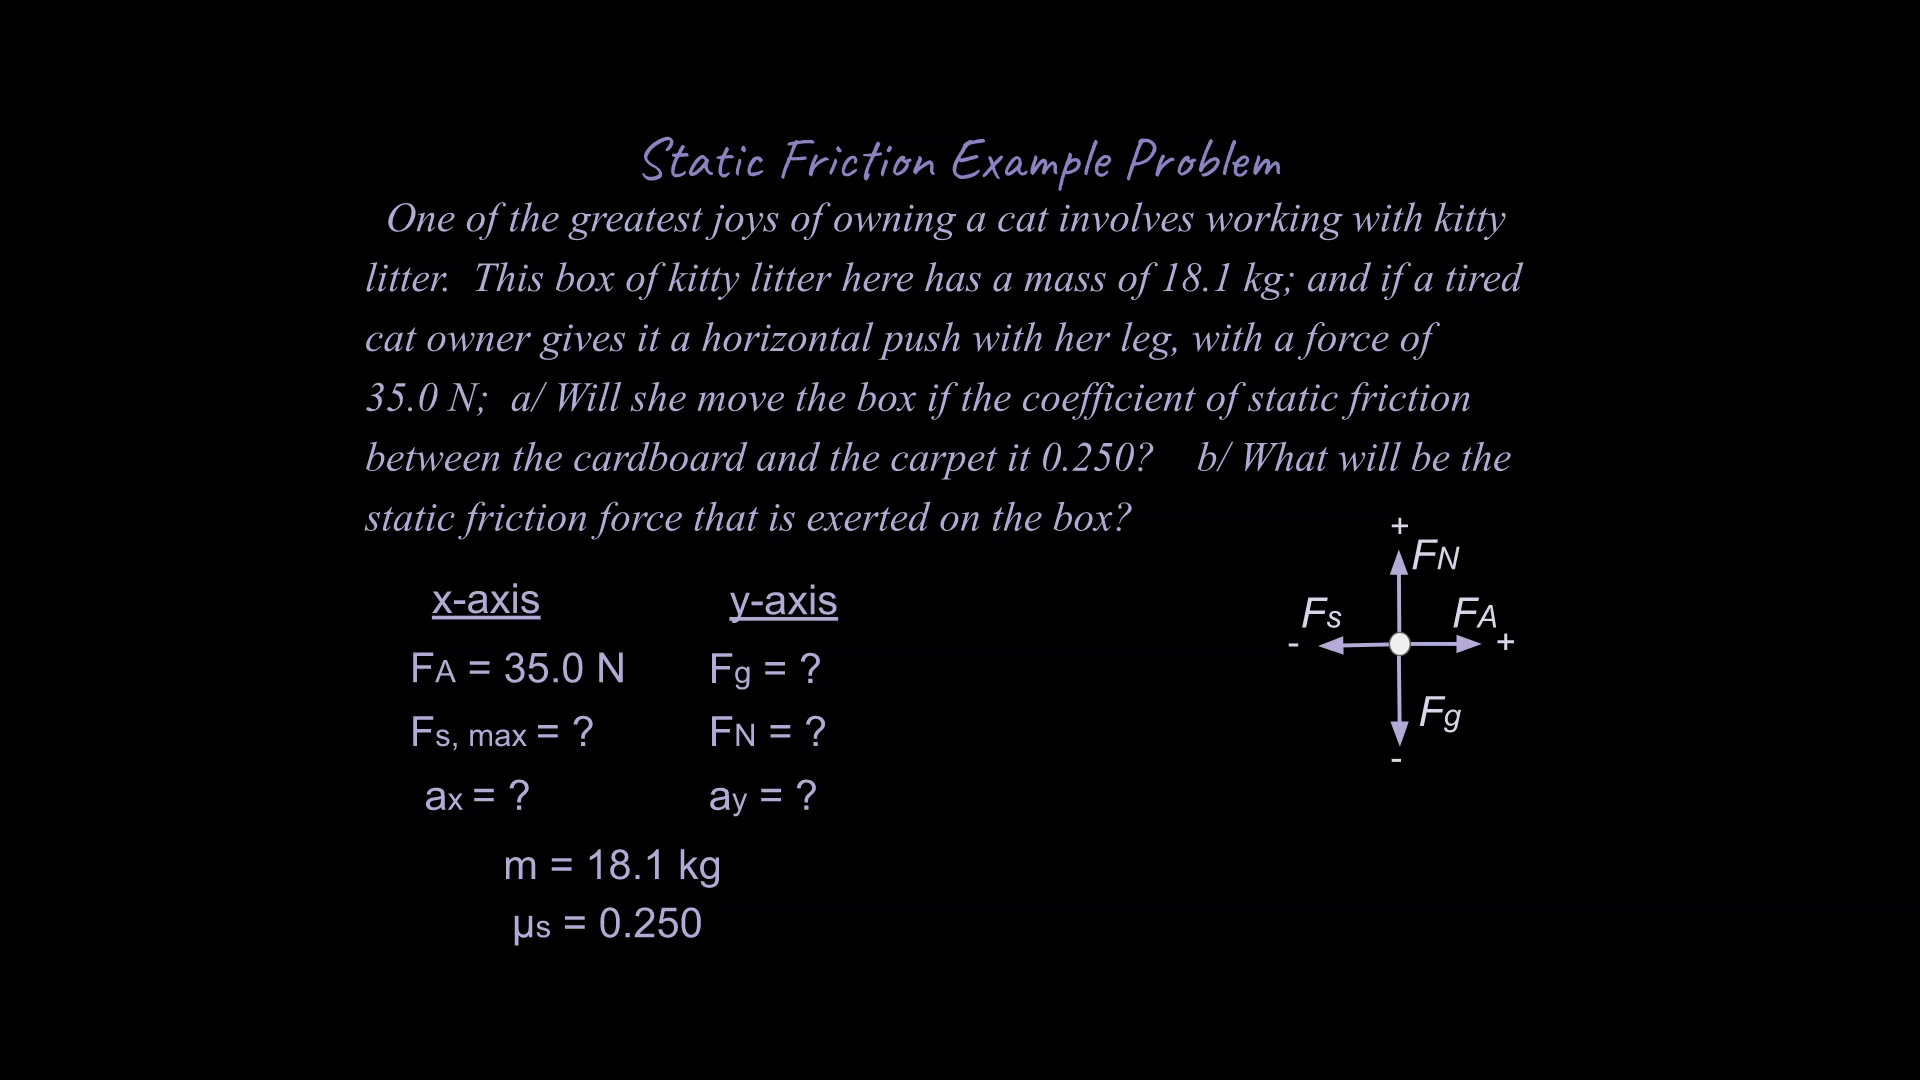 Static Friction Example Problem
One of the greatest joys of owning a cat involves working with kitty
litter.  This box of kitty litter here has a mass of 18.1 kg; and if a tired
cat owner gives it a horizontal push with her leg, with a force of
35.0 N;  a/ Will she move the box if the coefficient of static friction
between the cardboard and the carpet it 0.250?    b/ What will be the
static friction force that is exerted on the box?
x-axis
FA = 35.0 N
Fs, max = ?
ax = ?
y-axis
Fg = ?
FN = ?
ay = ?
m = 18.1 kg
µs = 0.250
+
FN
Fs
FA
-
+
Fg
-